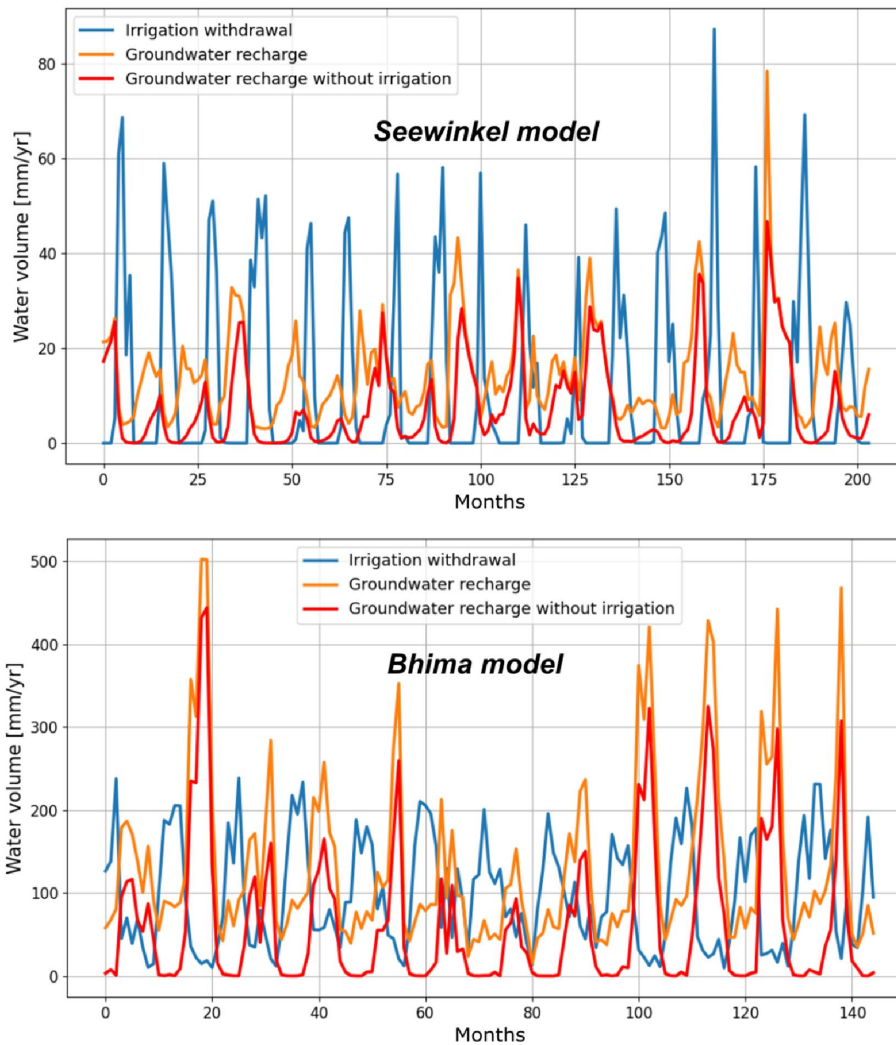 Irrigation withdrawal
Groundwater recharge
Groundwater recharge without irrigation
Seewinkel model
Water volume [mm/yr]
80
60
40
20
0
0 25 50 75 100 125 150 175 200
Months
Irrigation withdrawal
Groundwater recharge
Groundwater recharge without irrigation
Bhima model
Water volume [mm/yr]
500
400
300
200
100
0
0 20 40 60 80 100 120 140
Months